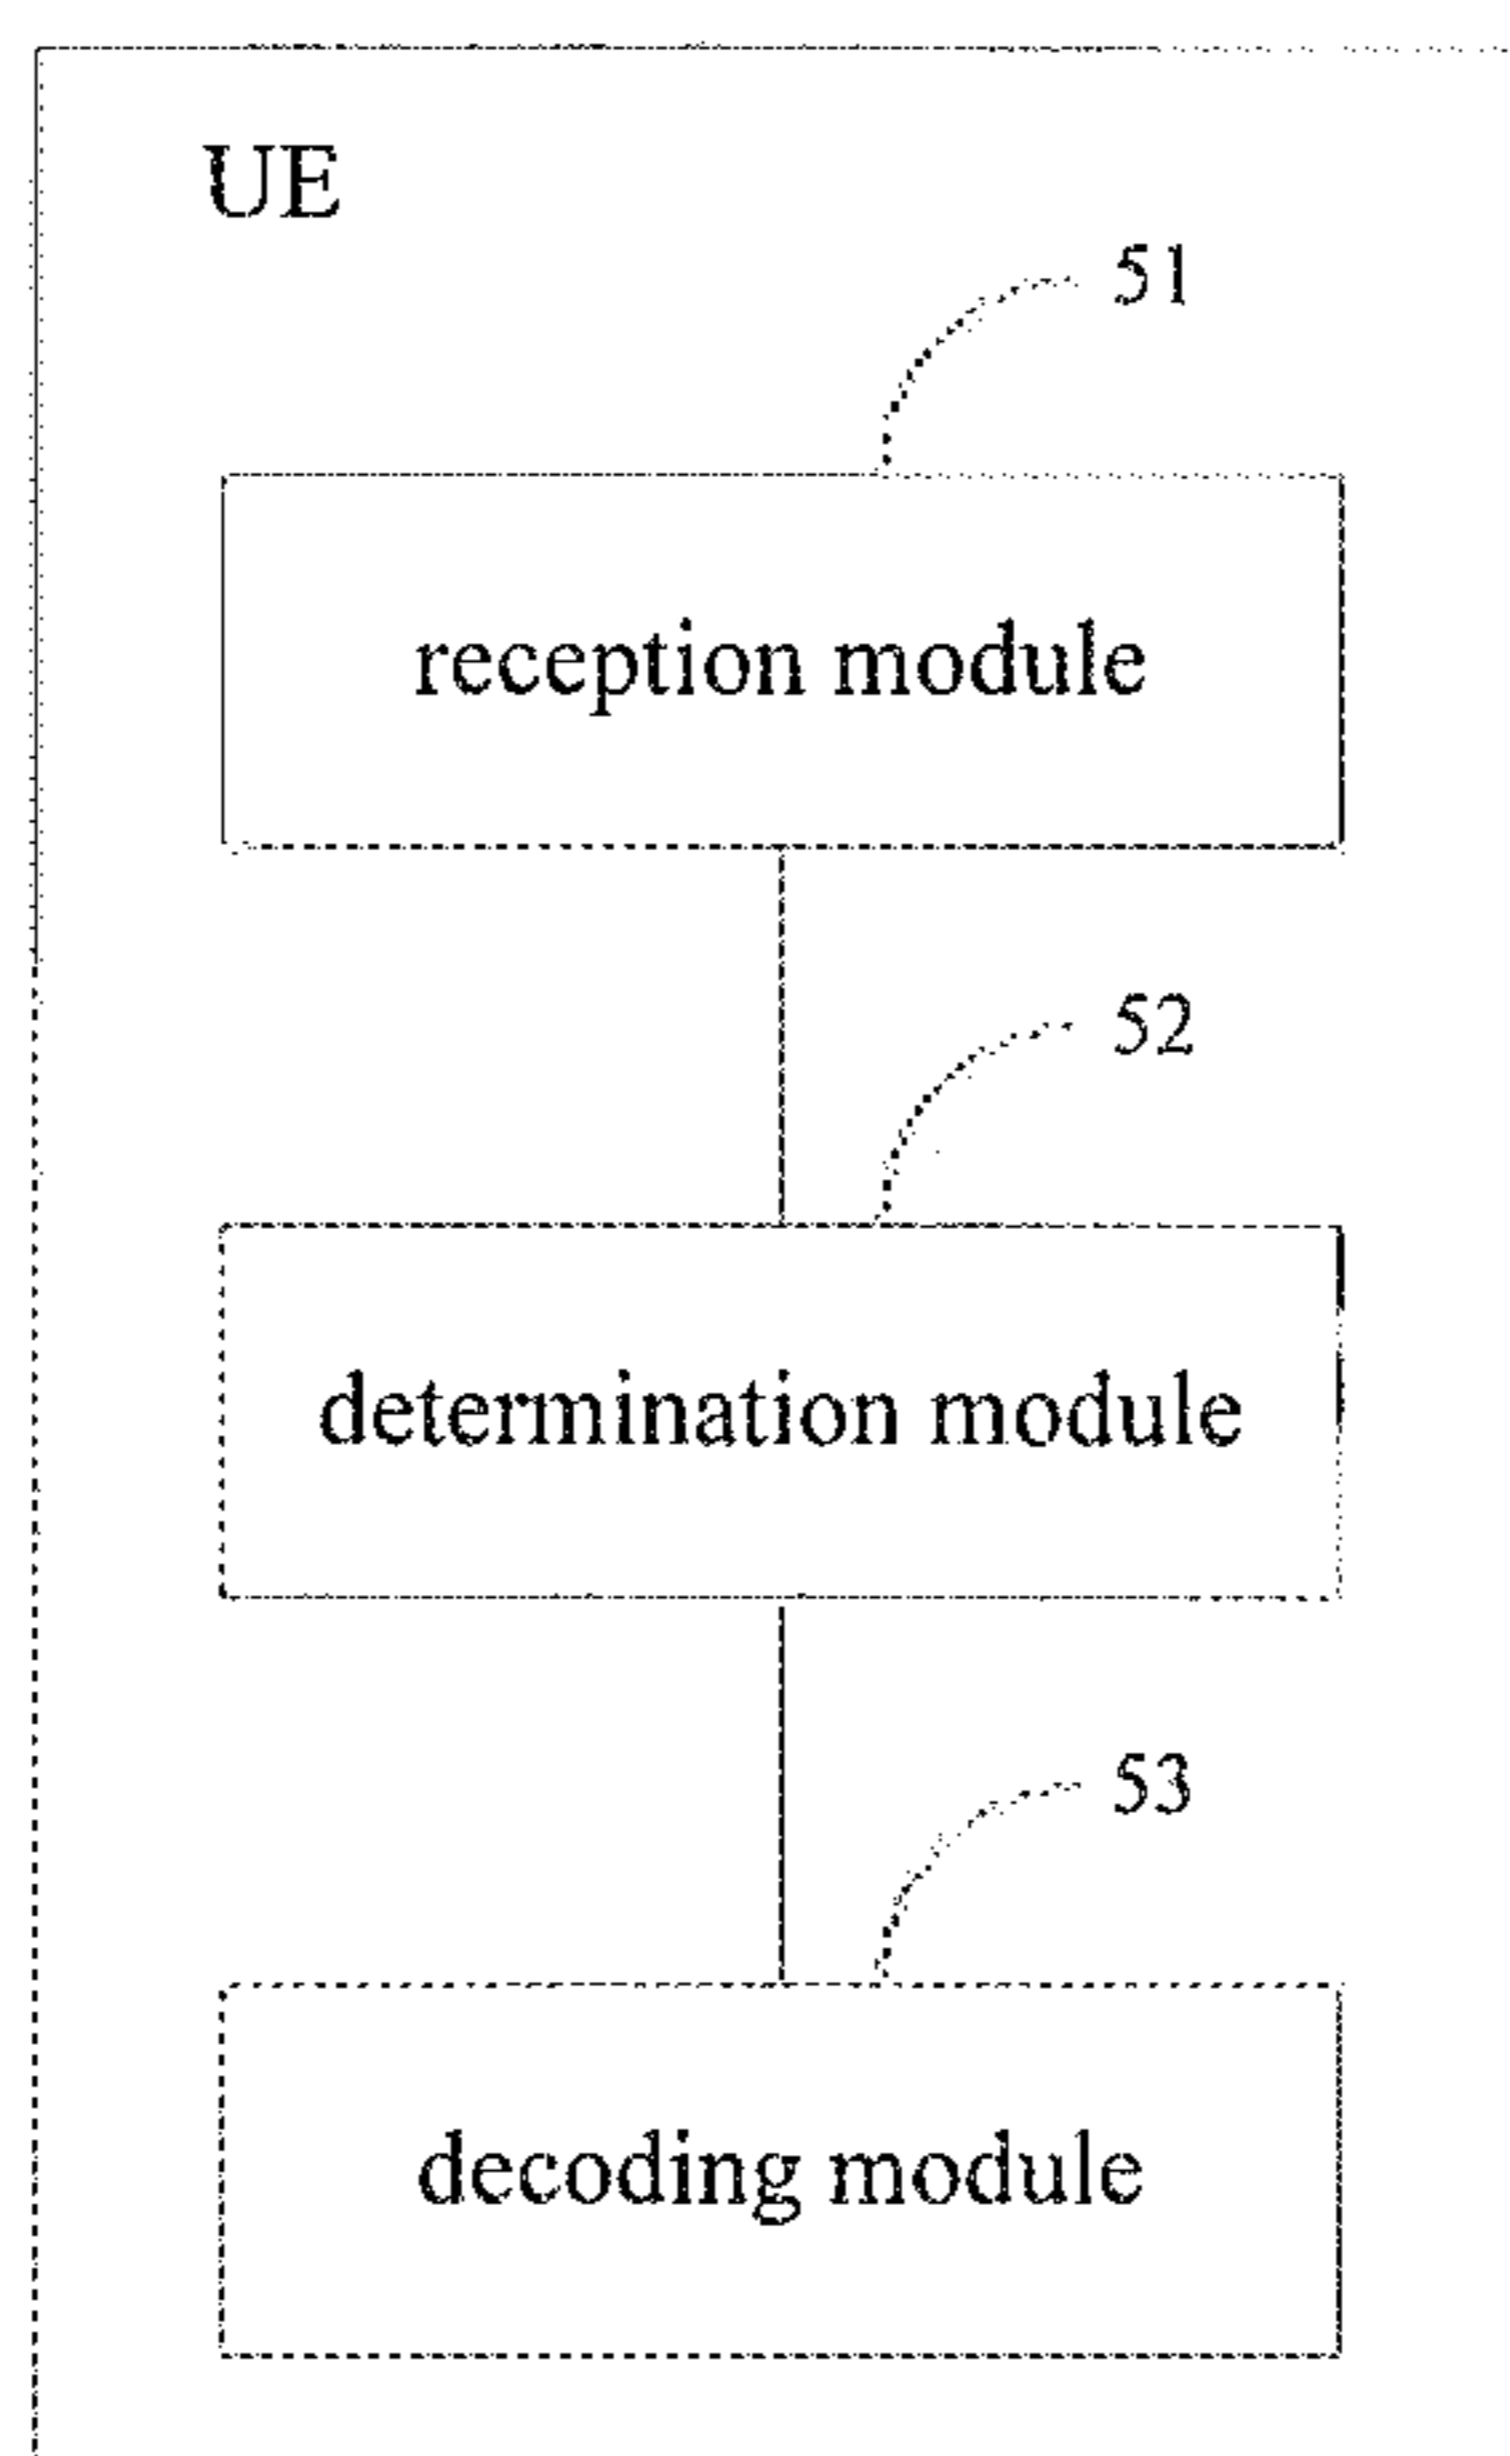 UE
51
reception module
52
determination module
53
decoding module